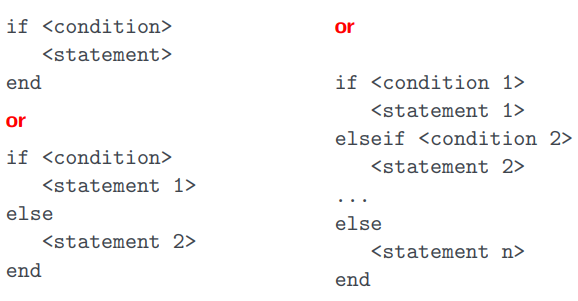 if <condition>
   <statement>
end
or
if <condition>
   <statement 1>
else
   <statement 2>
end
or
if <condition 1>
   <statement 1>
elseif <condition 2>
   <statement 2>
...
else
   <statement n>
end